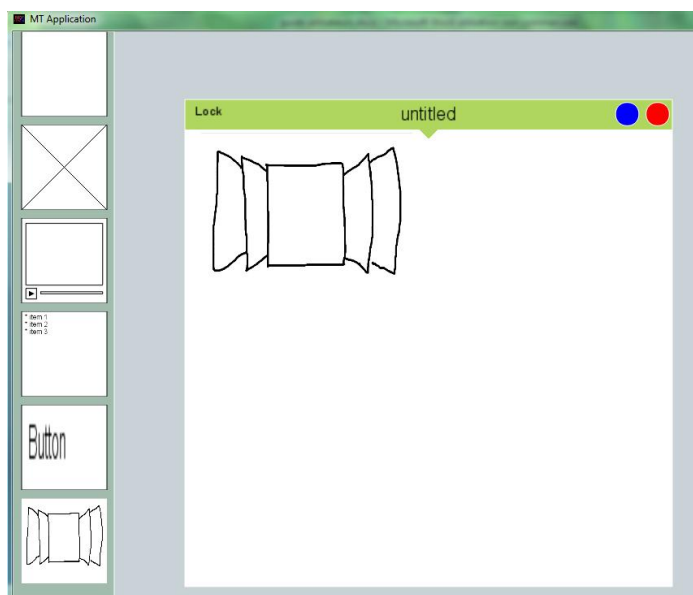 MT Application
Lock
untitled
* item 1
* item 2
* item 3
Button